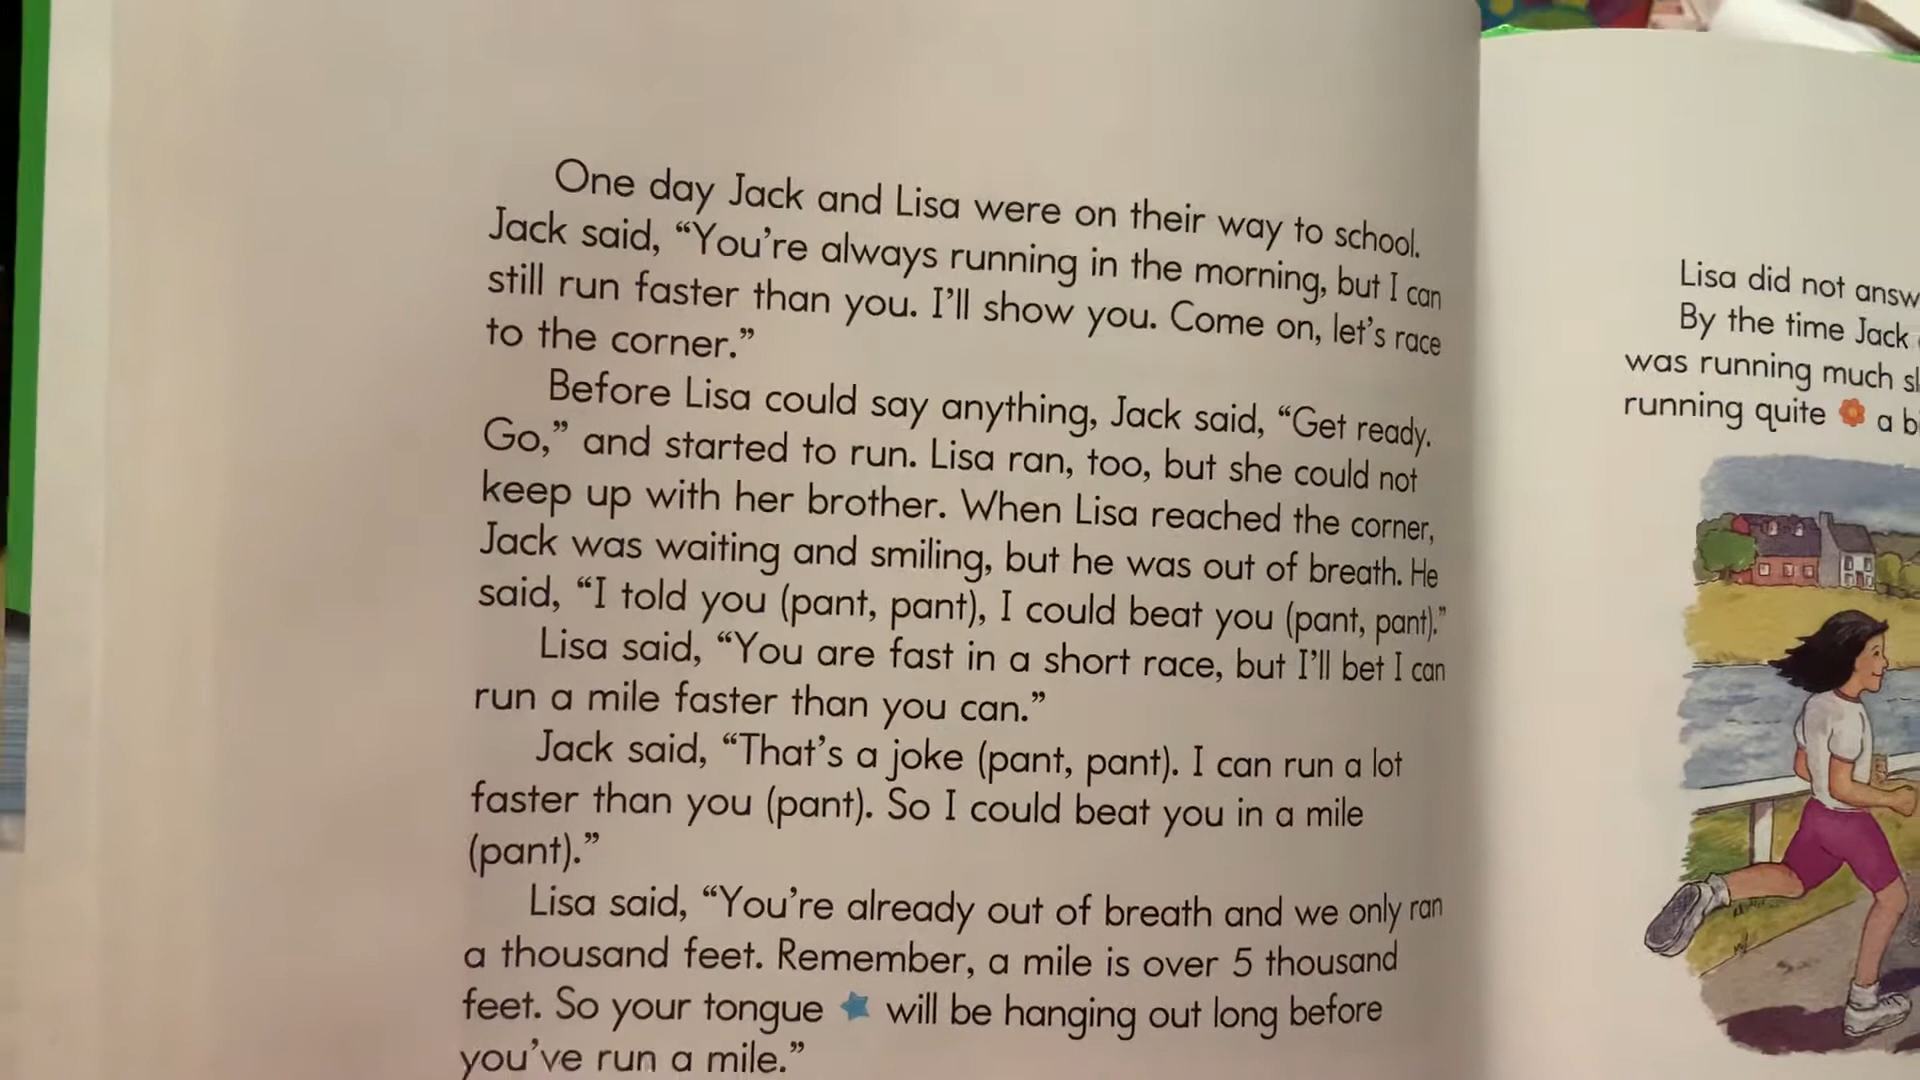 One day Jack and Lisa were on their way to school.
Jack said, “You’re always running in the morning, but I can
still run faster than you. I’ll show you. Come on, let’s race
to the corner.”
Before Lisa could say anything, Jack said, “Get ready.
Go,” and started to run. Lisa ran, too, but she could not
keep up with her brother. When Lisa reached the corner,
Jack was waiting and smiling, but he was out of breath. He
said, “I told you (pant, pant), I could beat you (pant, pant).”
Lisa said, “You are fast in a short race, but I’ll bet I can
run a mile faster than you can.”
Jack said, “That’s a joke (pant, pant). I can run a lot
faster than you (pant). So I could beat you in a mile
(pant).”
Lisa said, “You’re already out of breath and we only ran
a thousand feet. Remember, a mile is over 5 thousand
feet. So your tongue will be hanging out long before
you’ve run a mile.”
Lisa did not
By the time Jack
was running much
running quite a